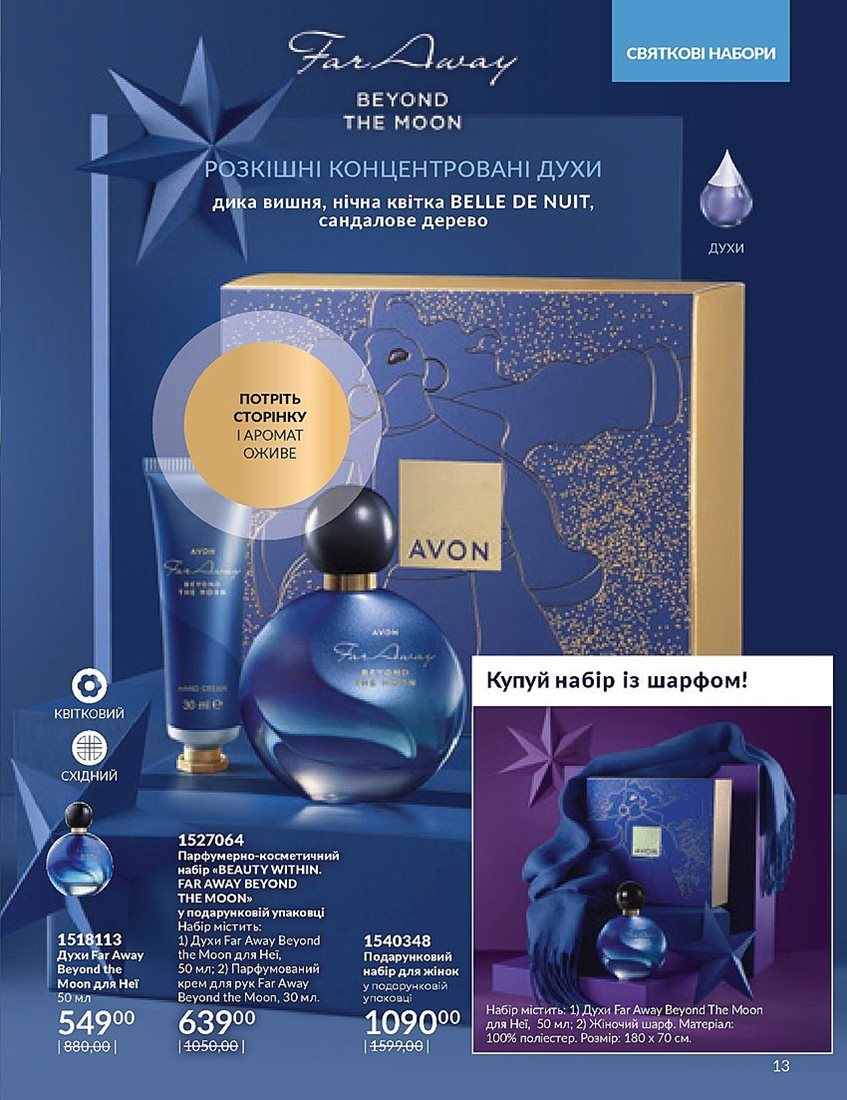 СВЯТКОВІ НАБОРИ
Far Away
BEYOND
THE MOON
РОЗКІШНІ КОНЦЕНТРОВАНІ ДУХИ
дика вишня, нічна квітка BELLE DE NUIT,
сандалове дерево
ДУХИ
ПОТРІТЬ
СТОРІНКУ
І АРОМАТ
ОЖИВЕ
AVON
AVON
Far Away
BEYOND
THE MOON
HAND CREAM
30 ml e
AVON
Far Away
BEYOND
THE MOON
КВІТКОВИЙ
СХІДНИЙ
1518113
Духи Far Away
Beyond the
Moon для Неї
50 мл
54900
|880,00|
1527064
Парфумерно-косметичний
набір «BEAUTY WITHIN.
FAR AWAY BEYOND
THE MOON»
у подарунковій упаковці
Набір містить:
1) Духи Far Away Beyond
the Moon для Неї,
50 мл; 2) Парфумований
крем для рук Far Away
Beyond the Moon, 30 мл.
63900
|1050,00|
1540348
Подарунковий
набір для жінок
у подарунковій
упаковці
109000
|1599,00|
Купуй набір із шарфом!
AVON
Набір містить: 1) Духи Far Away Beyond The Moon
для Неї, 50 мл; 2) Жіночий шарф. Матеріал:
100% поліестер. Розмір: 180 x 70 см.
13